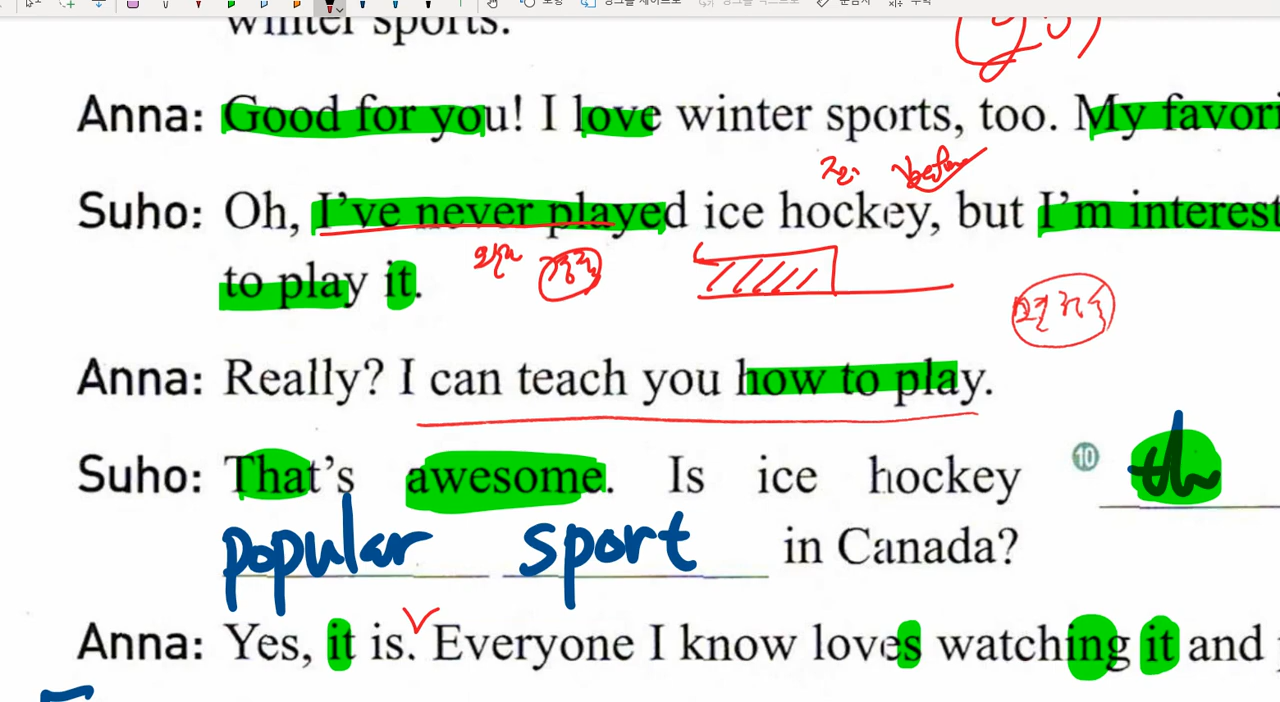 winter sports.
Anna: Good for you! I love winter sports, too. My favori
before
Suho: Oh, I've never played ice hockey, but I'm interest
경험
to play it.
Anna: Really? I can teach you how to play.
Suho: That's awesome. Is ice hockey 10 the
popular sport in Canada?
Anna: Yes, it is. Everyone I know loves watching it and